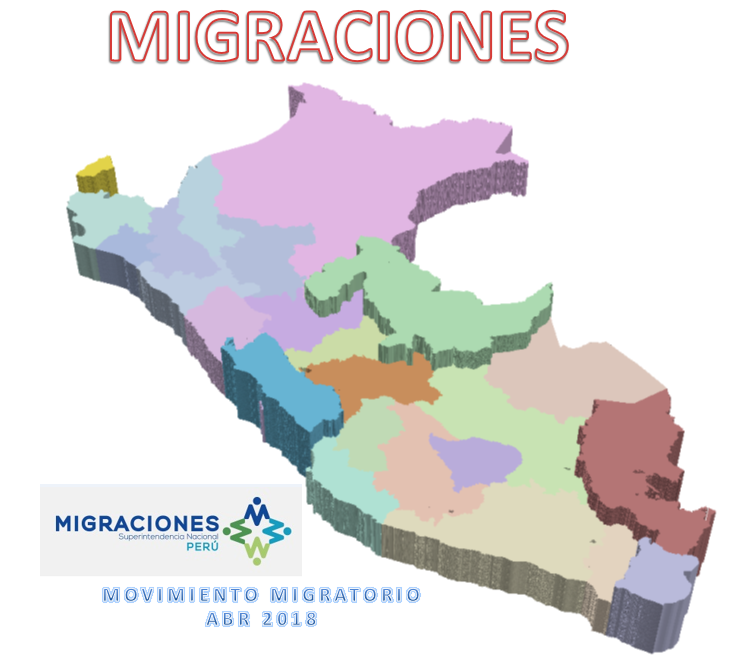 MIGRACIONES
MIGRACIONES
Superintendencia Nacional
PERÚ
MOVIMIENTO MIGRATORIO
ABR 2018